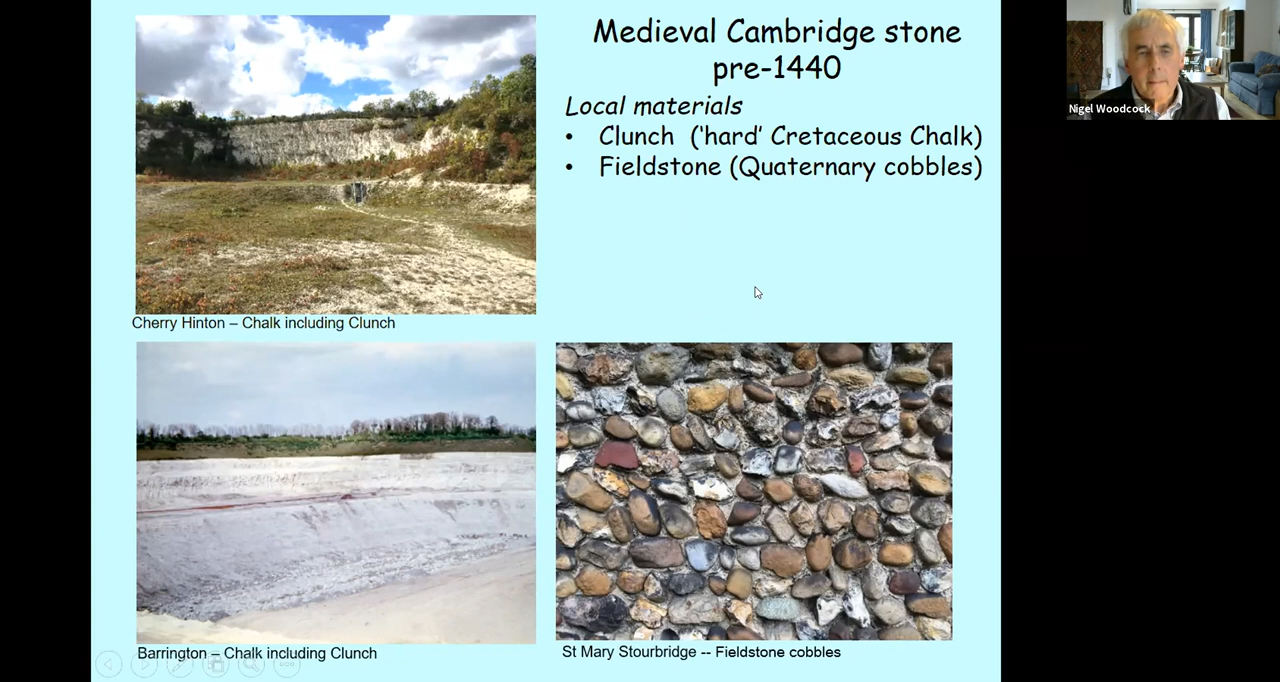 Medieval Cambridge stone
pre-1440
Local materials
• Clunch ('hard' Cretaceous Chalk)
• Fieldstone (Quaternary cobbles)
Cherry Hinton – Chalk including Clunch
Barrington – Chalk including Clunch
St Mary Stourbridge -- Fieldstone cobbles
Nigel Woodcock